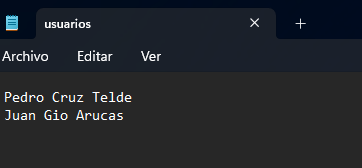 usuarios
Archivo Editar Ver
Pedro Cruz Telde
Juan Gio Arucas